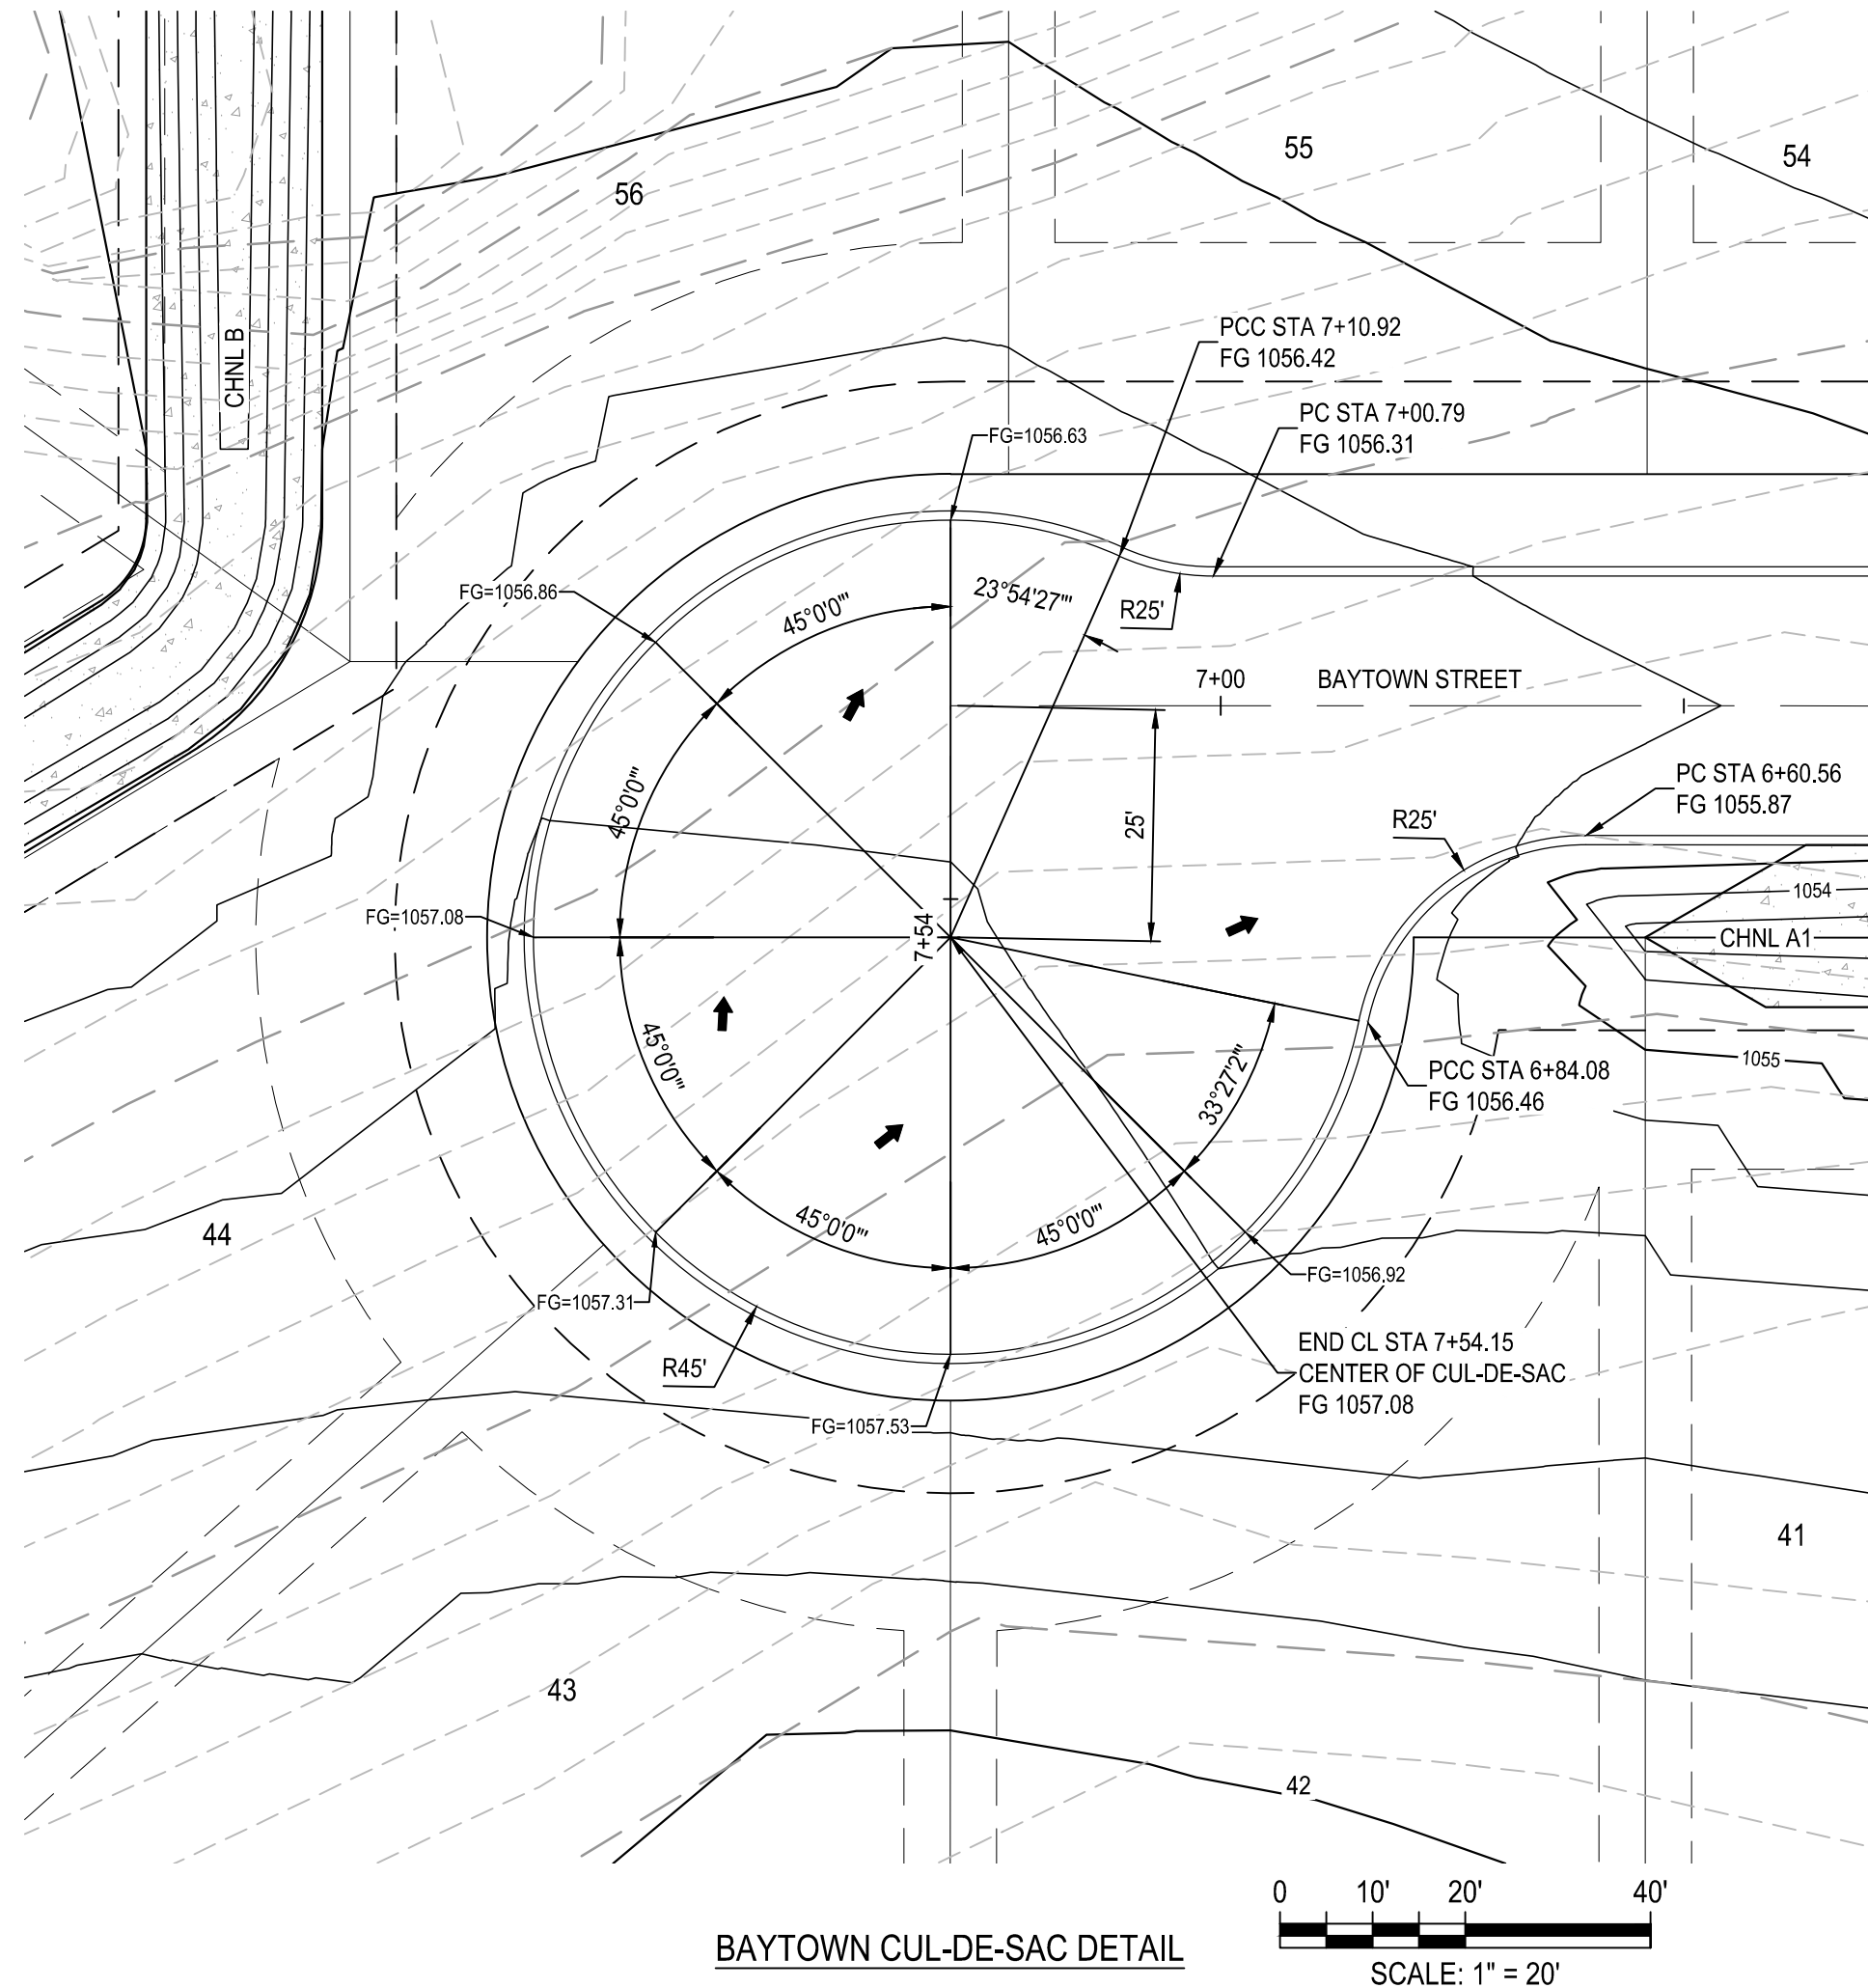 55
54
56
CHNL B
PCC STA 7+10.92
FG 1056.42
PC STA 7+00.79
FG 1056.31
FG=1056.63
FG=1056.86
45°0'0'"
23°54'27'"
R25'
7+00
BAYTOWN STREET
45°0'0'"
25'
PC STA 6+60.56
FG 1055.87
R25'
1054
FG=1057.08
7+54
CHNL A1
45°0'0'"
33°27'2'"
1055
PCC STA 6+84.08
FG 1056.46
44
45°0'0'"
45°0'0'"
FG=1056.92
FG=1057.31
R45'
END CL STA 7+54.15
CENTER OF CUL-DE-SAC
FG 1057.08
FG=1057.53
41
43
42
0 10' 20' 40'
BAYTOWN CUL-DE-SAC DETAIL
SCALE: 1" = 20'